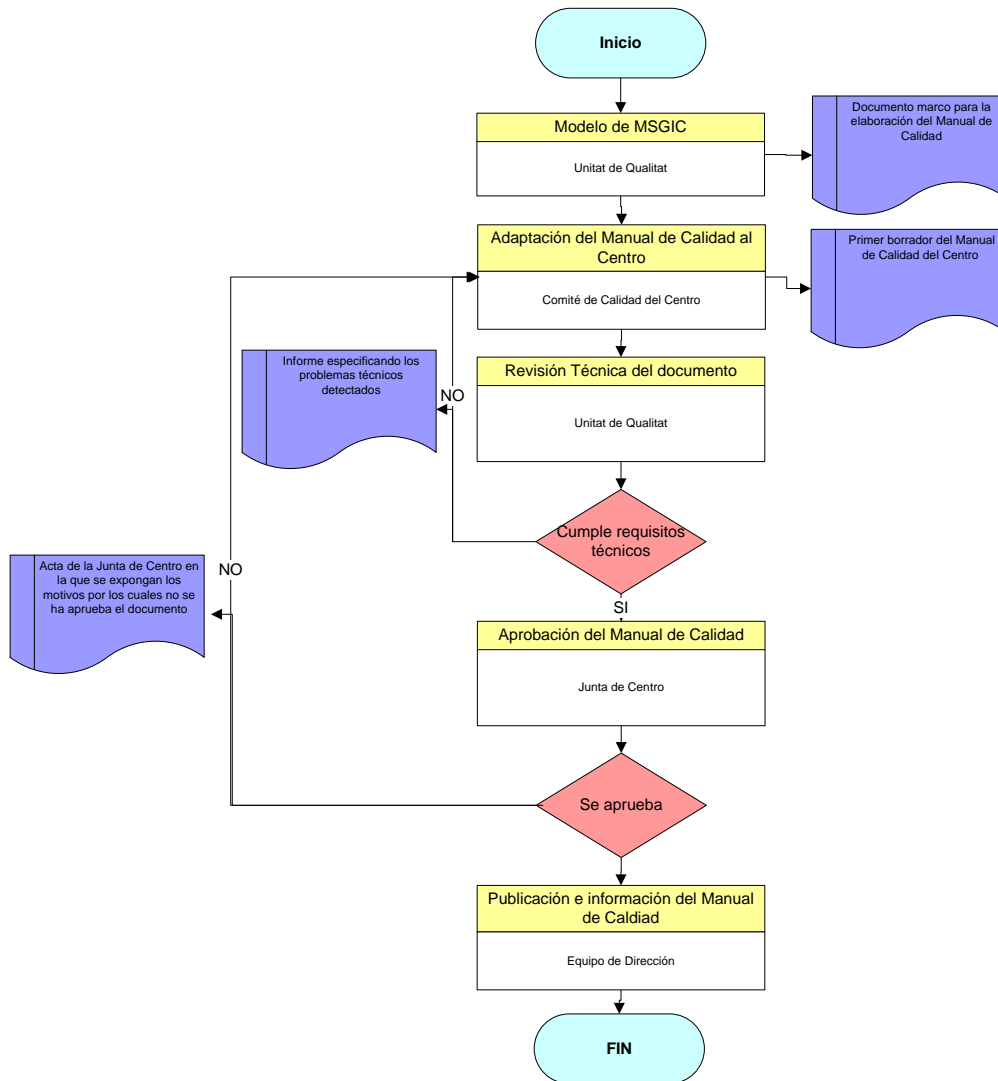 Inicio
Modelo de MSGIC
Unitat de Qualitat
Documento marco para la
elaboración del Manual de
Calidad
Adaptación del Manual de Calidad al
Centro
Comité de Calidad del Centro
Primer borrador del Manual
de Calidad del Centro
Revisión Técnica del documento
Unitat de Qualitat
Informe especificando los
problemas técnicos
detectados
NO
Cumple requisitos
técnicos
NO
Acta de la Junta de Centro en
la que se expongan los
motivos por los cuales no se
ha aprueba el documento
SI
Aprobación del Manual de Calidad
Junta de Centro
Se aprueba
Publicación e información del Manual
de Caldiad
Equipo de Dirección
FIN